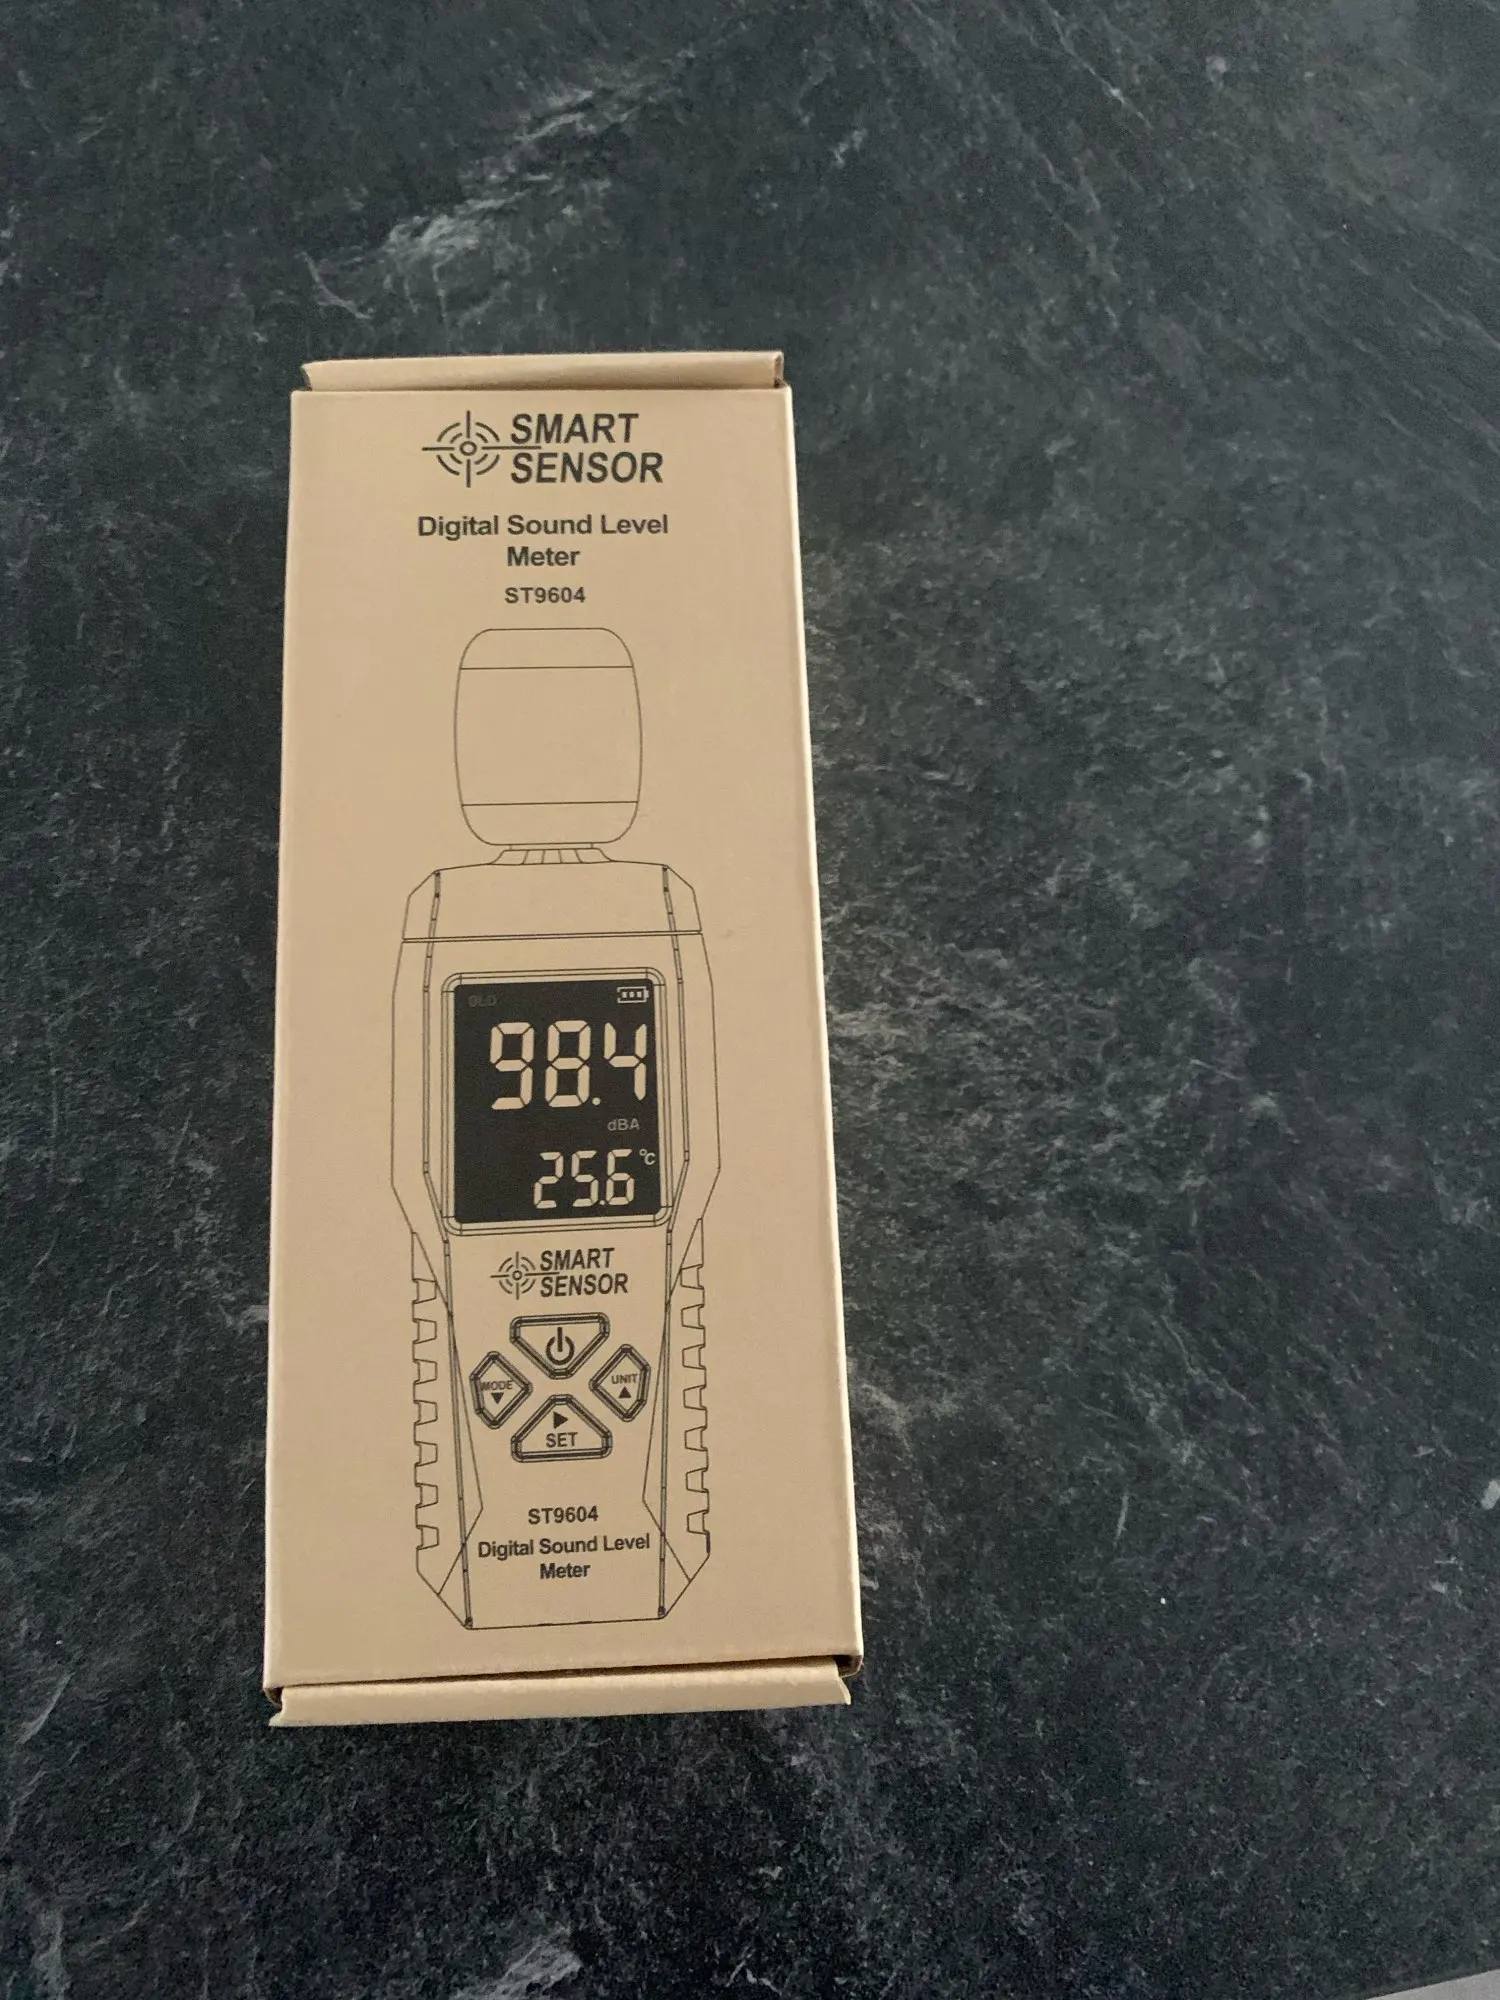 SMART
SENSOR
Digital Sound Level
Meter
ST9604
98.4
dBA
25.6 °C
SMART
SENSOR
MODE
UNIT
SET
ST9604
Digital Sound Level
Meter